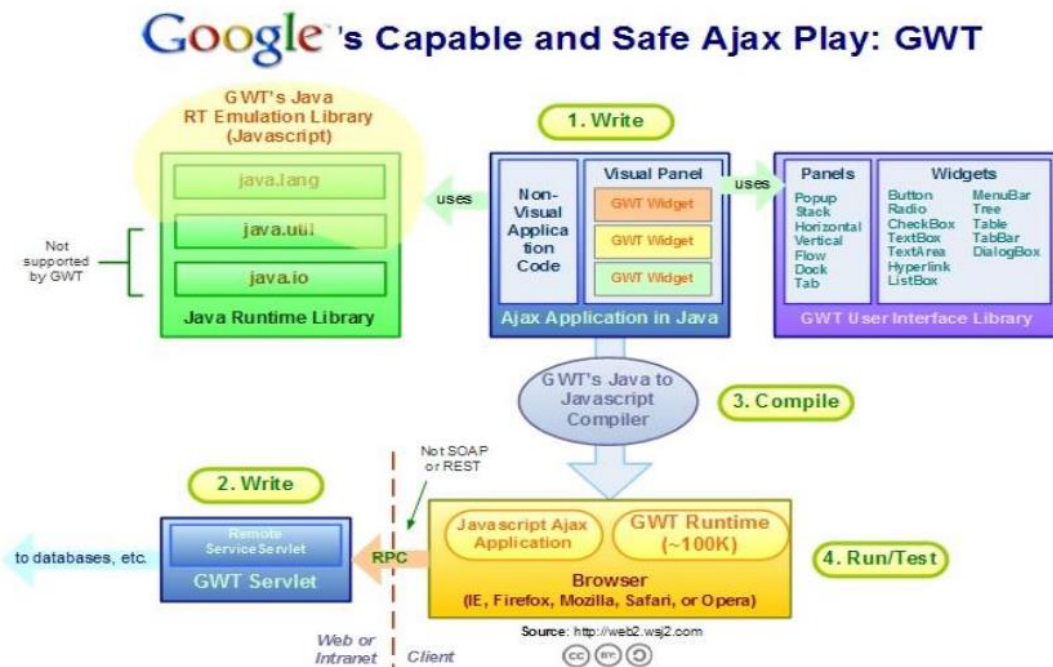 Google™'s Capable and Safe Ajax Play: GWT
GWT's Java
RT Emulation Library
(Javascript)
java.lang
java.util
java.io
Java Runtime Library
Not
supported
by GWT
uses
1. Write
Non-
Visual
Applica
tion
Code
Visual Panel
GWT Widget
GWT Widget
GWT Widget
Ajax Application in Java
uses
Panels
Popup
Stack
Horizontal
Vertical
Flow
Dock
Tab
Widgets
Button MenuBar
Radio Tree
CheckBox Table
TextBox TabBar
TextArea DialogBox
Hyperlink
ListBox
GWT User Interface Library
GWT's Java to
Javascript
Compiler
3. Compile
Not SOAP
or REST
2. Write
Remote
ServiceServlet
GWT Servlet
to databases, etc.
RPC
Javascript Ajax
Application
GWT Runtime
(~100K)
Browser
(IE, Firefox, Mozilla, Safari, or Opera)
4. Run/Test
Web or
Intranet
Client
Source: http://web2.wsj2.com
cc BY: